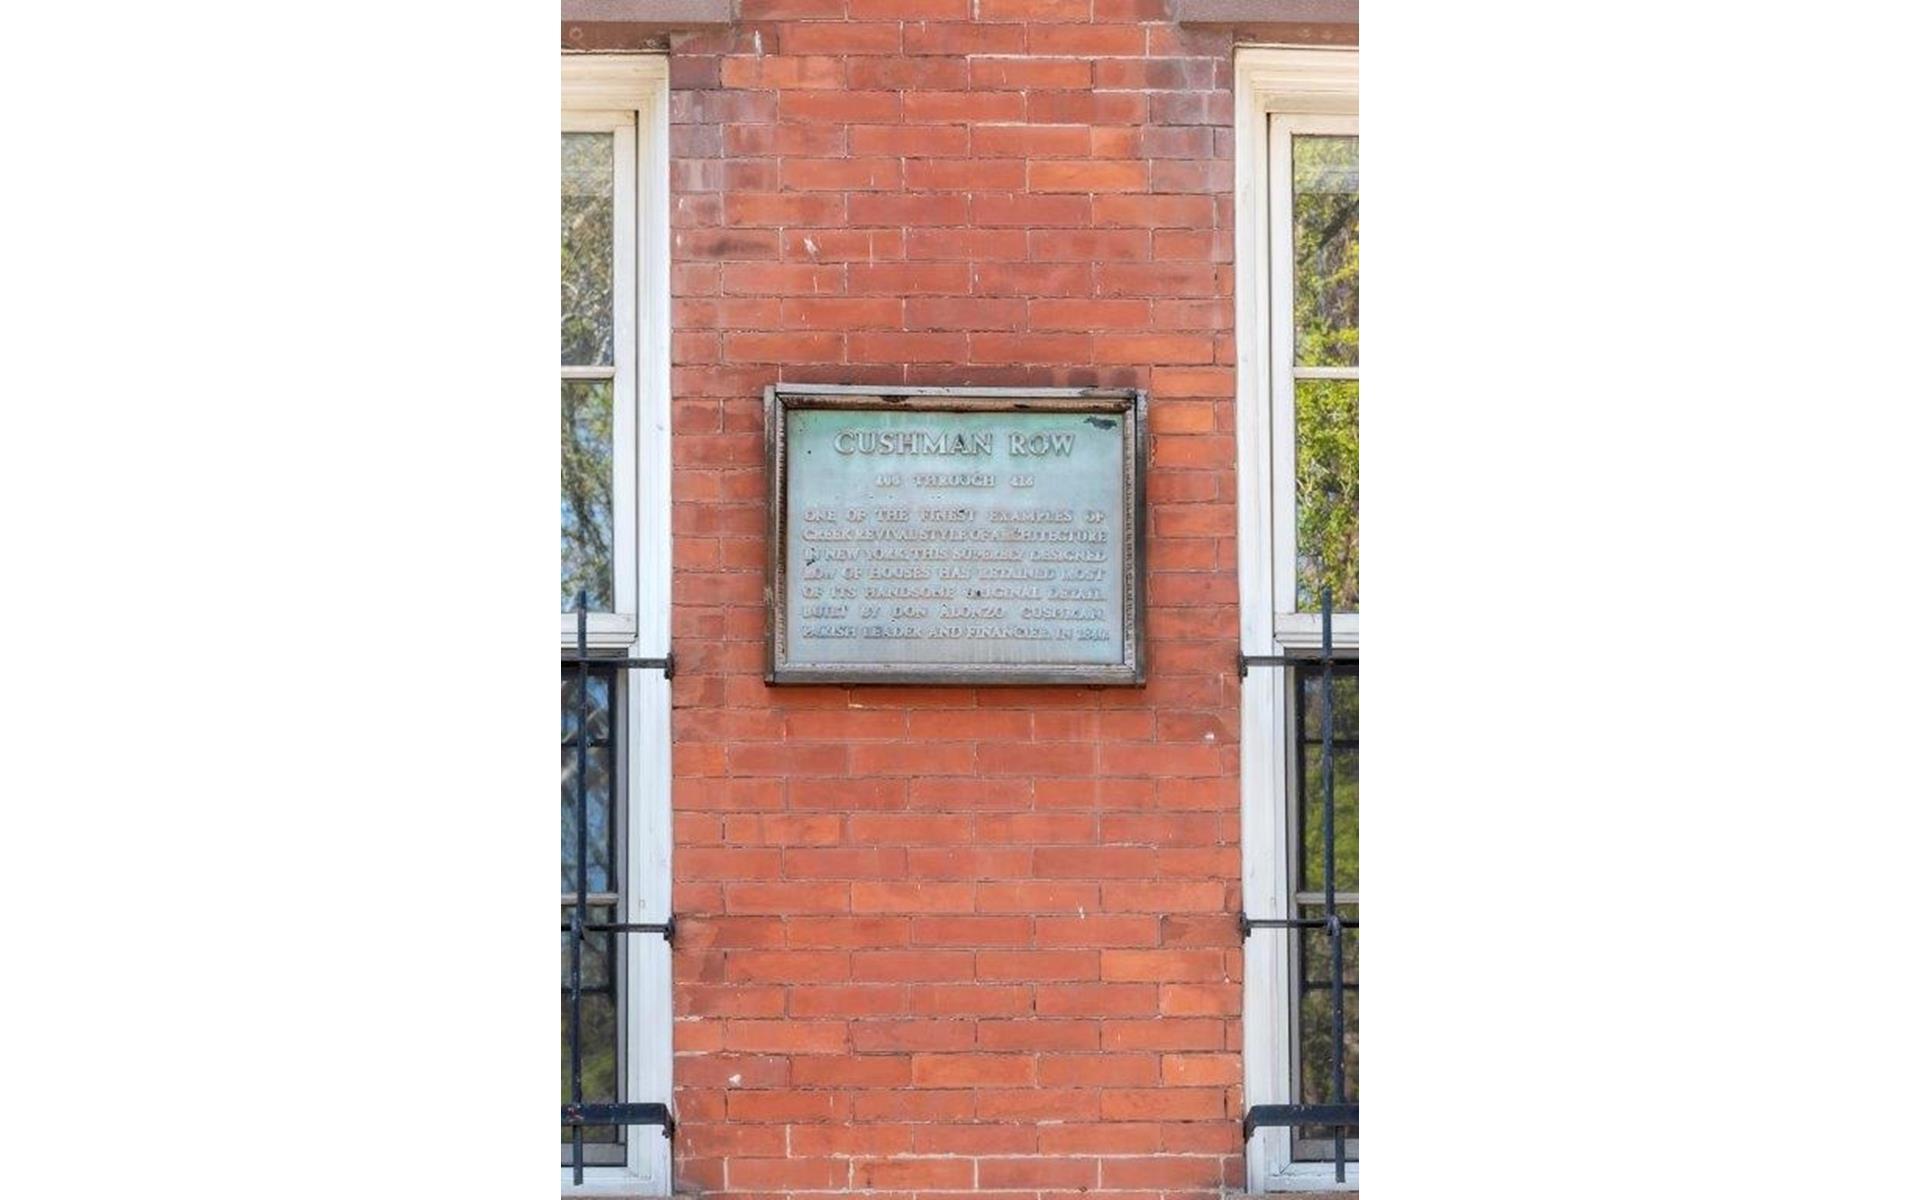 CUSHMAN ROW
406 THROUGH 418
ONE OF THE FINEST EXAMPLES OF
GREEK REVIVAL STYLE OF ARCHITECTURE
IN NEW YORK, THIS SUPERBLY DESIGNED
ROW OF HOUSES HAS RETAINED MOST
OF ITS HANDSOME ORIGINAL DETAIL.
BUILT BY DON ALONZO CUSHMAN,
PARISH LEADER AND FINANCIER, IN 1840.